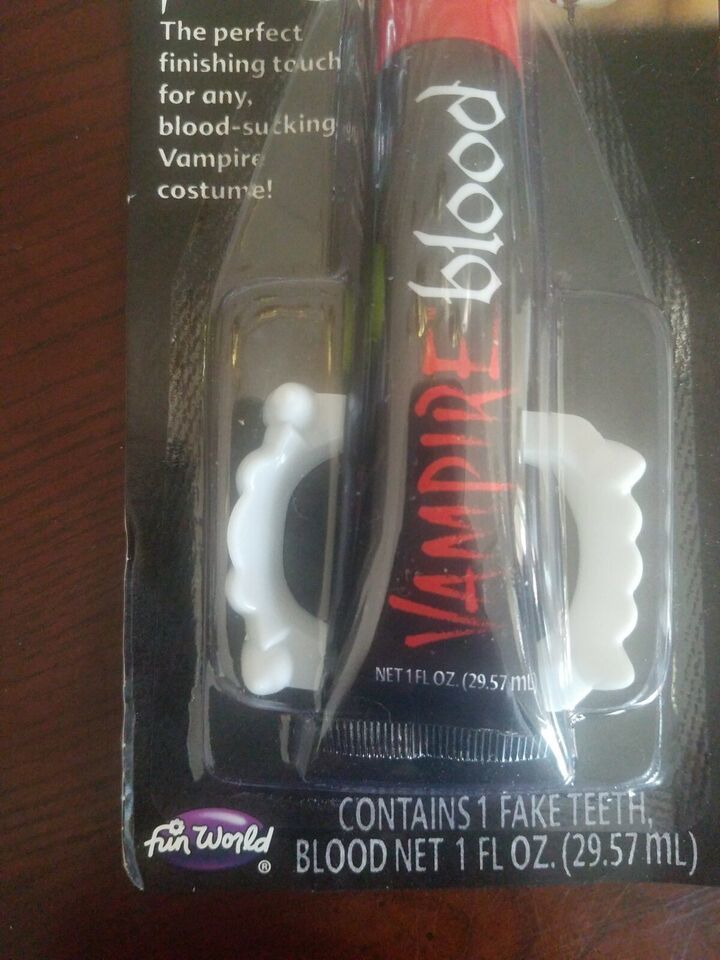 The perfect
finishing touch
for any,
blood-sucking
Vampire
costume!
VAMPIRE blood
NET 1 FL OZ. (29.57 mL)
fun World ®
CONTAINS 1 FAKE TEETH,
BLOOD NET 1 FL OZ. (29.57 mL)